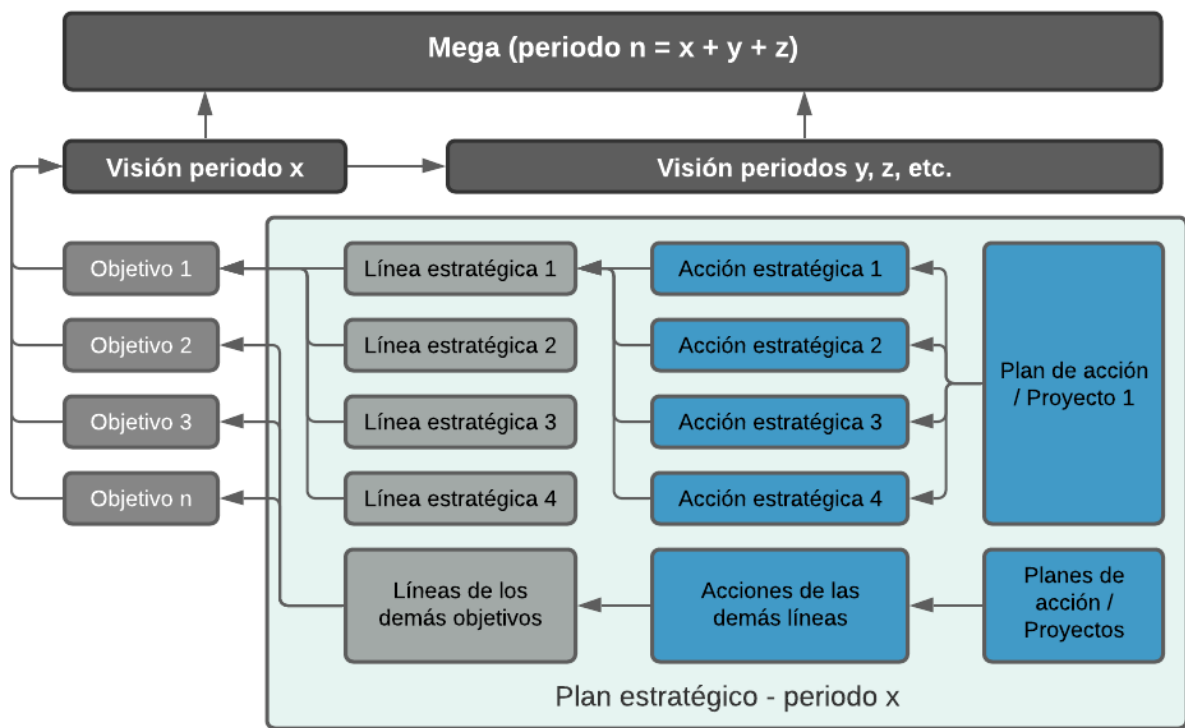 Mega (periodo n = x + y + z)
Visión periodo x
Visión periodos y, z, etc.
Objetivo 1
Línea estratégica 1
Acción estratégica 1
Objetivo 2
Línea estratégica 2
Acción estratégica 2
Plan de acción
/ Proyecto 1
Objetivo 3
Línea estratégica 3
Acción estratégica 3
Objetivo n
Línea estratégica 4
Acción estratégica 4
Líneas de los
demás objetivos
Acciones de las
demás líneas
Planes de
acción /
Proyectos
Plan estratégico - periodo x